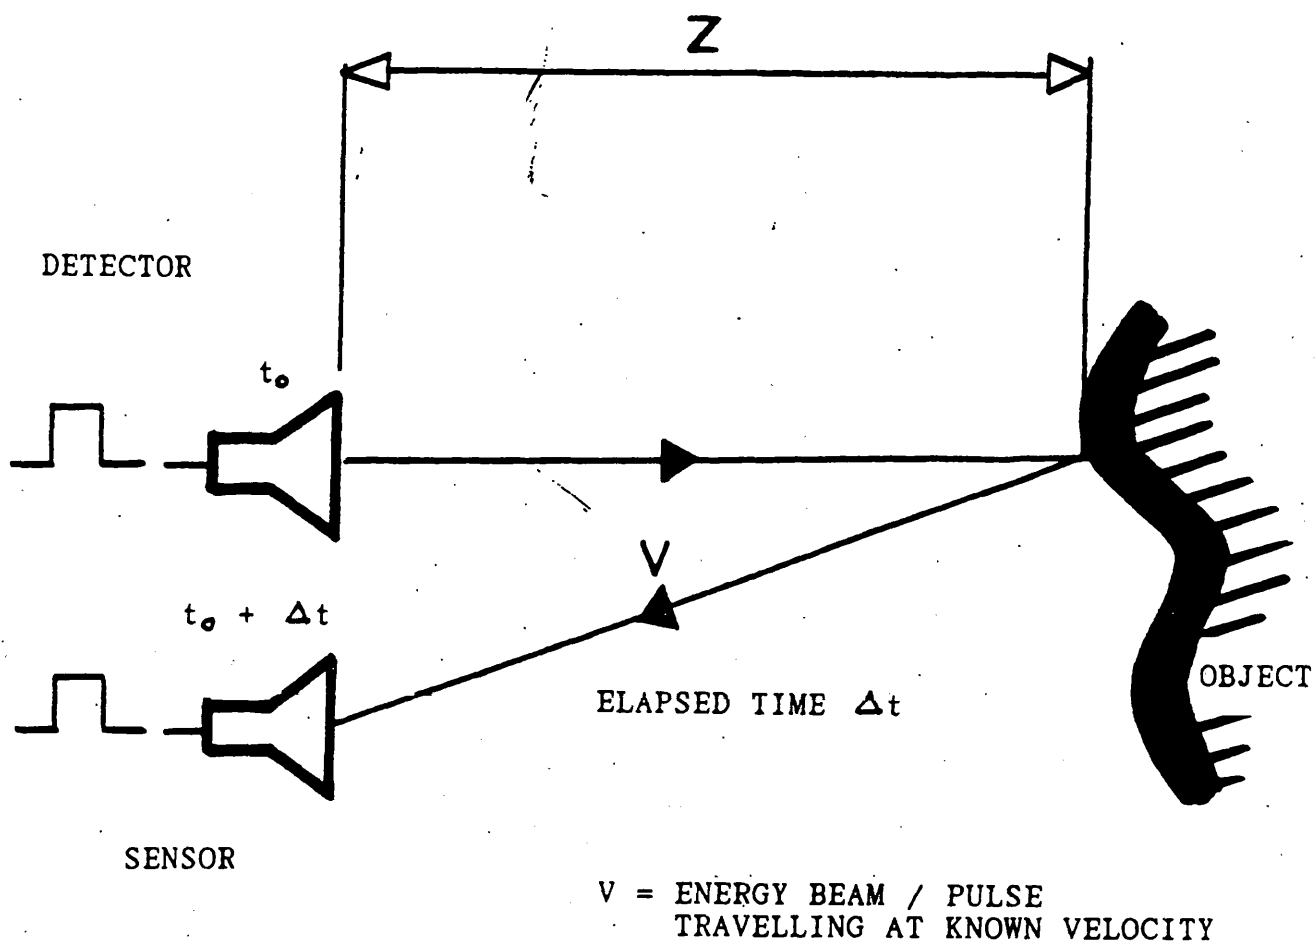 Z
DETECTOR
t₀
V
t₀ + Δt
OBJECT
ELAPSED TIME Δt
SENSOR
V = ENERGY BEAM / PULSE
TRAVELLING AT KNOWN VELOCITY